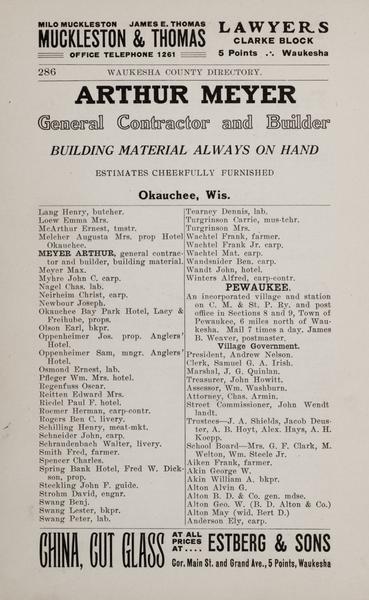 MILO MUCKLESTON JAMES E. THOMAS
MUCKLESTON & THOMAS
OFFICE TELEPHONE 1261
LAWYERS
CLARKE BLOCK
5 Points .·. Waukesha
286 WAUKESHA COUNTY DIRECTORY.
ARTHUR MEYER
General Contractor and Builder
BUILDING MATERIAL ALWAYS ON HAND
ESTIMATES CHEERFULLY FURNISHED
Okauchee, Wis.
Lang Henry, butcher.
Loew Emma Mrs.
McArthur Ernest, tmstr.
Melcher Augusta Mrs. prop Hotel
Okauchee.
MEYER ARTHUR, general contrac-
tor and builder, building material.
Meyer Max.
Myhre John C. carp.
Nagel Chas. lab.
Neirheim Christ, carp.
Newbour Joseph.
Okauchee Bay Park Hotel, Lacy &
Freihube, props.
Olson Earl, bkpr.
Oppenheimer Jos. prop. Anglers'
Hotel.
Oppenheimer Sam, mngr. Anglers'
Hotel.
Osmond Ernest, lab.
Pfleger Wm. Mrs. hotel.
Regenfuss Oscar.
Reitten Edward Mrs.
Riedel Paul F. hotel.
Roemer Herman, carp-contr.
Rogers Ben C. livery.
Schilling Henry, meat-mkt.
Schneider John, carp.
Schraudenbach Walter, livery.
Smith Fred, farmer.
Spencer Charles.
Spring Bank Hotel, Fred W. Dick-
son, prop.
Steckling John F. guide.
Strohm David, engnr.
Swang Benj.
Swang Lester, bkpr.
Swang Peter, lab.
Tearney Dennis, lab.
Turgrinson Carrie, mus-tchr.
Turgrinson Mrs.
Wachtel Frank, farmer.
Wachtel Frank Jr. carp.
Wachtel Mat. carp.
Wandsnider Ben. carp.
Wandt John, hotel.
Winters Alfred, carp-contr.
PEWAUKEE.
An incorporated village and station
on C. M. & St. P. Ry. and post
office in Sections 8 and 9, Town of
Pewaukee, 6 miles north of Wau-
kesha. Mail 7 times a day. James
B. Weaver, postmaster.
Village Government.
President, Andrew Nelson.
Clerk, Samuel G. A. Irish.
Marshal, J. G. Quinlan.
Treasurer, John Howitt.
Assessor, Wm. Washburn.
Attorney, Chas. Armin.
Street Commissioner, John Wendt
landt.
Trustees—J. A. Shields, Jacob Deus-
ter, A. B. Hoyt, Alex. Hays, A. H.
Koepp.
School Board—Mrs. G. F. Clark, M.
Welton, Wm. Steele Jr.
Aiken Frank, farmer.
Akin George W.
Akin William A. bkpr.
Alton Alvin G.
Alton B. D. & Co. gen. mdse.
Alton Geo. W. (B. D. Alton & Co.)
Alton May (wid. Bert D.)
Anderson Ely, carp.
CHINA, CUT GLASS AT ALL PRICES AT.... ESTBERG & SONS
Cor. Main St. and Grand Ave., 5 Points, Waukesha